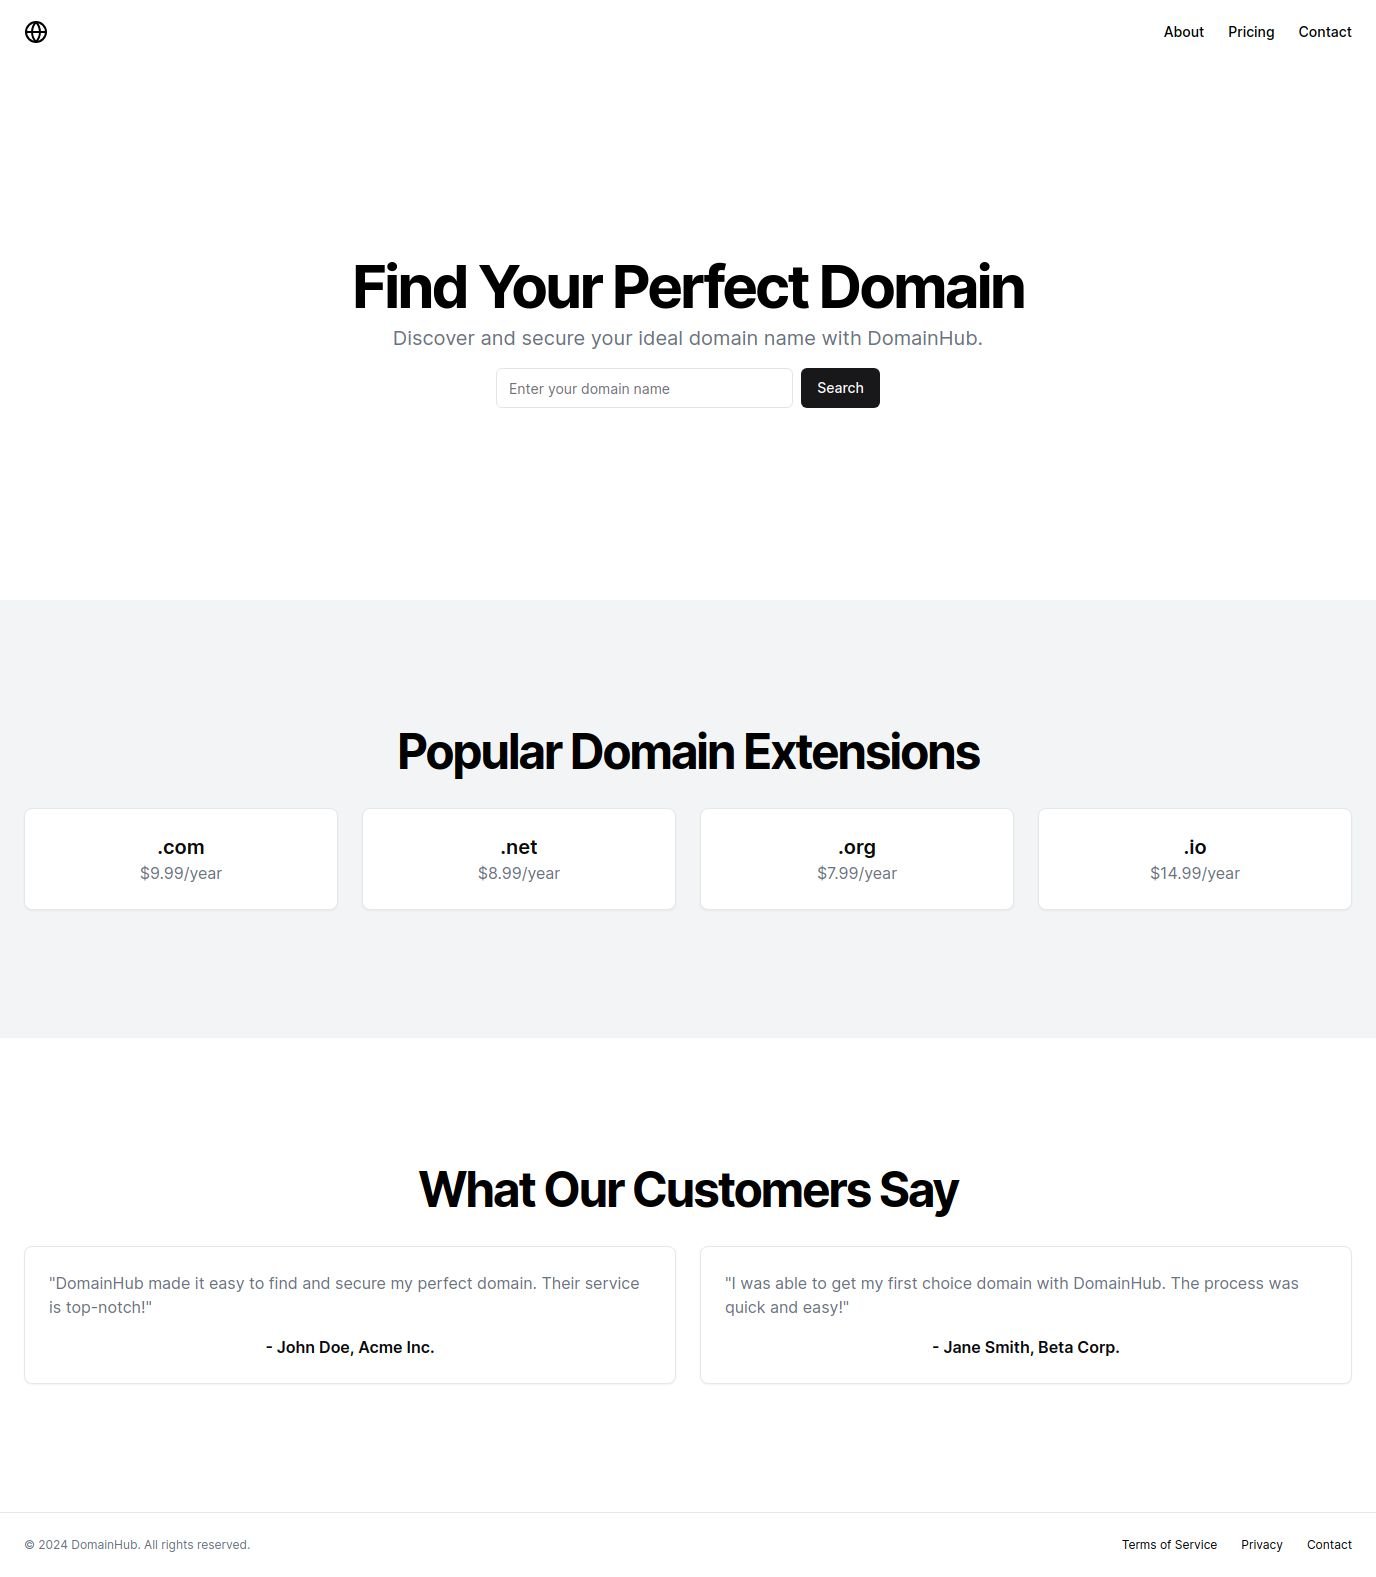 About Pricing Contact
Find Your Perfect Domain
Discover and secure your ideal domain name with DomainHub.
Enter your domain name Search
Popular Domain Extensions
.com
$9.99/year
.net
$8.99/year
.org
$7.99/year
.io
$14.99/year
What Our Customers Say
"DomainHub made it easy to find and secure my perfect domain. Their service
is top-notch!"
- John Doe, Acme Inc.
"I was able to get my first choice domain with DomainHub. The process was
quick and easy!"
- Jane Smith, Beta Corp.
© 2024 DomainHub. All rights reserved.
Terms of Service Privacy Contact